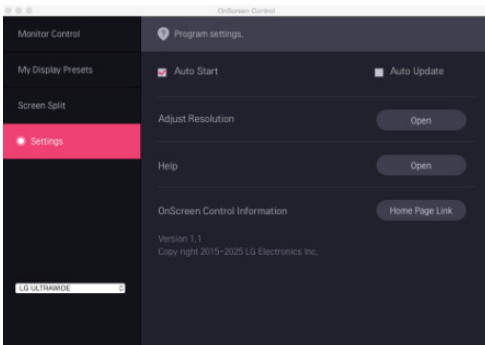 OnScreen Control
Monitor Control
My Display Presets
Screen Split
Settings
LG ULTRAWIDE
Program settings.
Auto Start
Auto Update
Adjust Resolution
Open
Help
Open
OnScreen Control Information
Home Page Link
Version 1.1
Copy right 2015-2025 LG Electronics Inc.